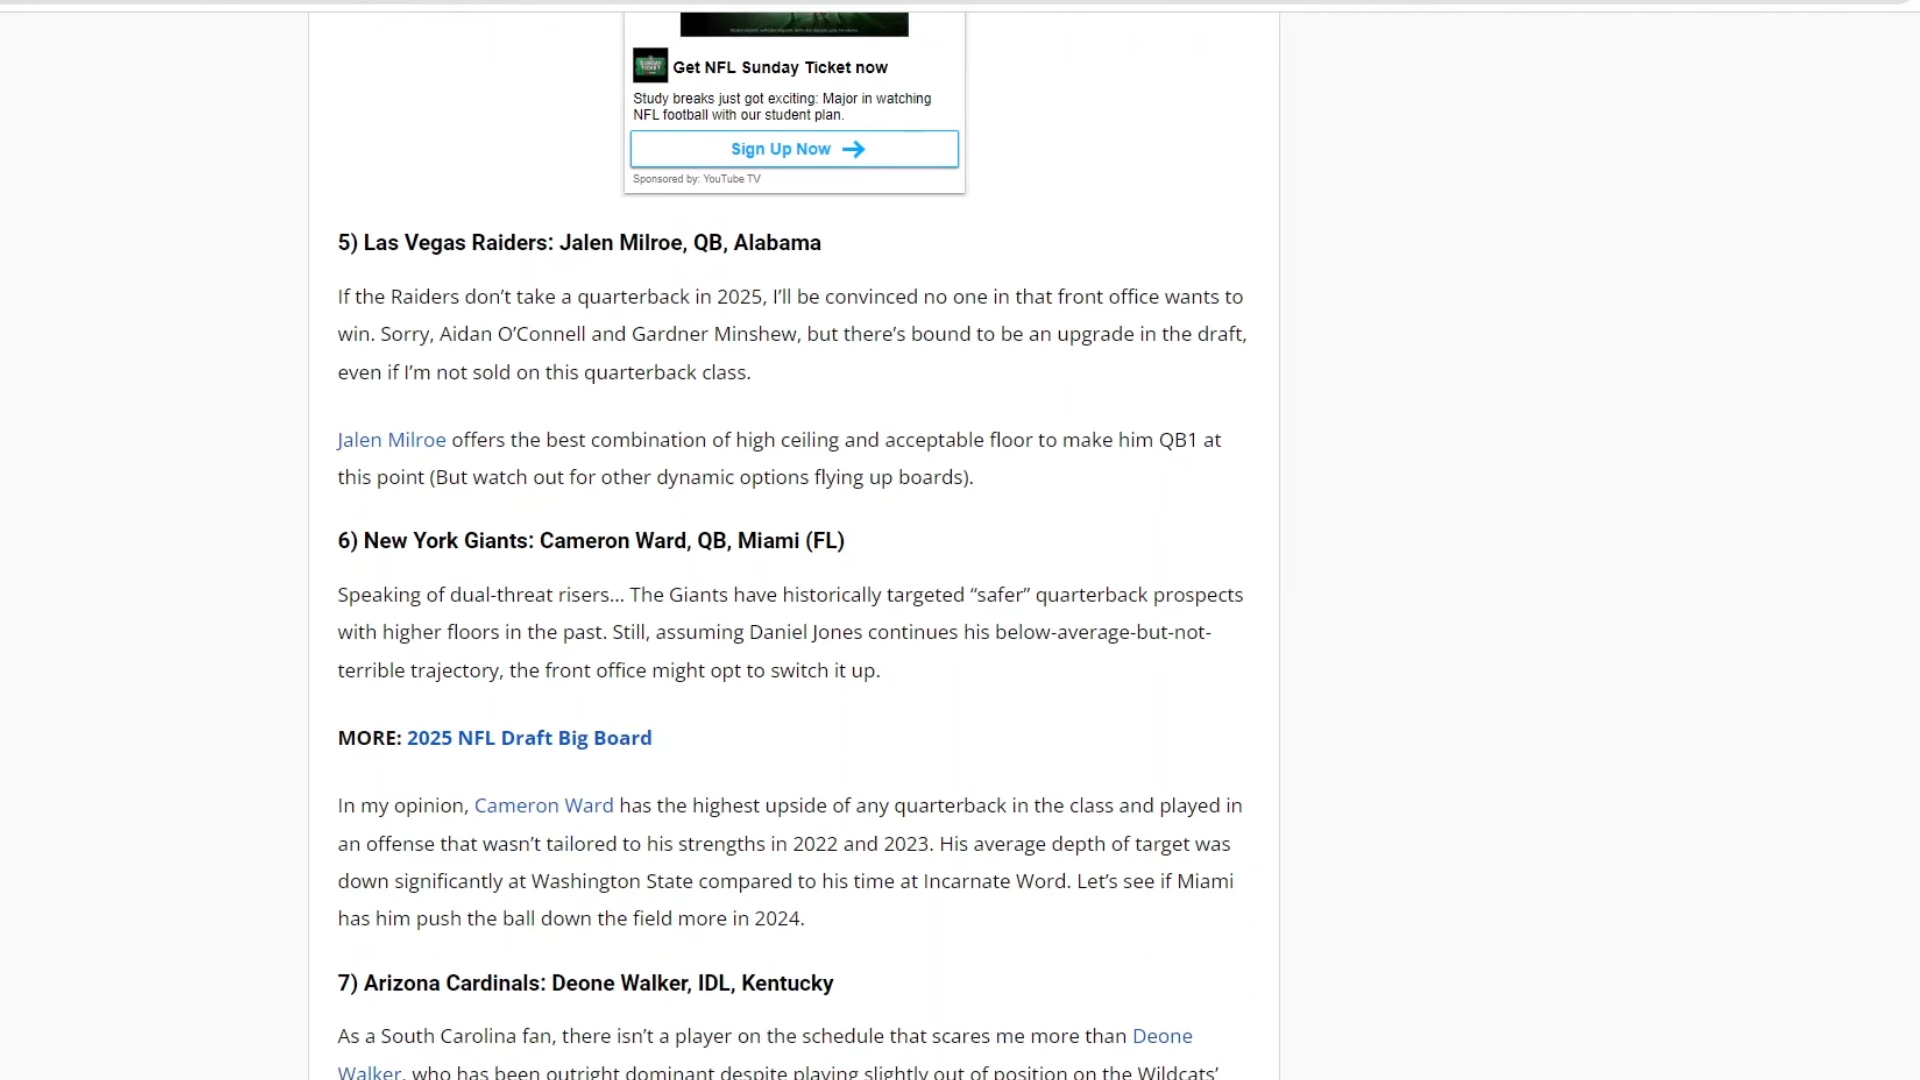 Get NFL Sunday Ticket now
Study breaks just got exciting: Major in watching
NFL football with our student plan.
Sign Up Now
Sponsored by: YouTube TV
5) Las Vegas Raiders: Jalen Milroe, QB, Alabama
If the Raiders don’t take a quarterback in 2025, I’ll be convinced no one in that front office wants to
win. Sorry, Aidan O’Connell and Gardner Minshew, but there’s bound to be an upgrade in the draft,
even if I’m not sold on this quarterback class.
Jalen Milroe offers the best combination of high ceiling and acceptable floor to make him QB1 at
this point (But watch out for other dynamic options flying up boards).
6) New York Giants: Cameron Ward, QB, Miami (FL)
Speaking of dual-threat risers… The Giants have historically targeted “safer” quarterback prospects
with higher floors in the past. Still, assuming Daniel Jones continues his below-average-but-not-
terrible trajectory, the front office might opt to switch it up.
MORE: 2025 NFL Draft Big Board
In my opinion, Cameron Ward has the highest upside of any quarterback in the class and played in
an offense that wasn’t tailored to his strengths in 2022 and 2023. His average depth of target was
down significantly at Washington State compared to his time at Incarnate Word. Let’s see if Miami
has him push the ball down the field more in 2024.
7) Arizona Cardinals: Deone Walker, IDL, Kentucky
As a South Carolina fan, there isn’t a player on the schedule that scares me more than Deone
Walker, who has been outright dominant despite playing slightly out of position on the Wildcats’